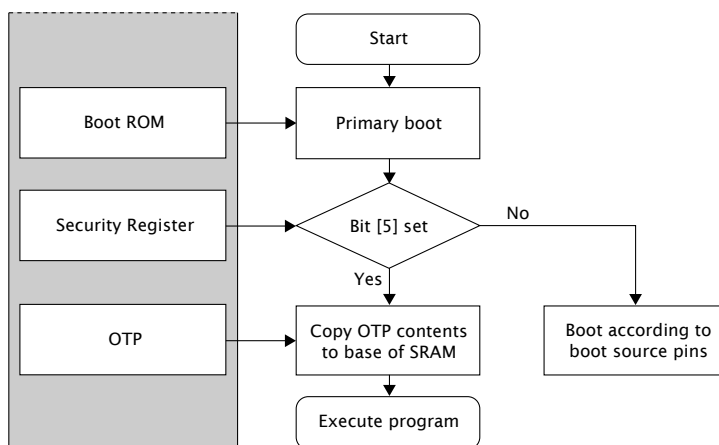 Start
Boot ROM
Primary boot
Security Register
Bit [5] set
No
Yes
OTP
Copy OTP contents
to base of SRAM
Boot according to
boot source pins
Execute program